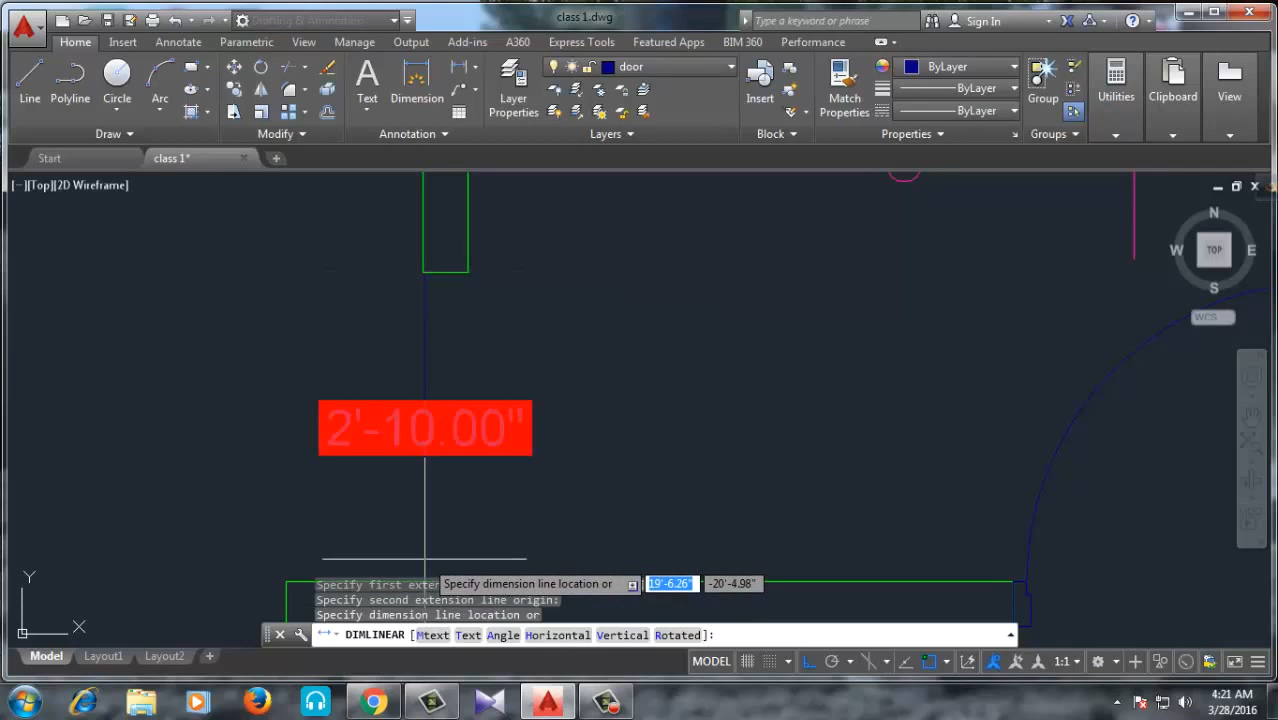 Drafting & Annotation
class 1.dwg
Type a keyword or phrase
Sign In
Home Insert Annotate Parametric View Manage Output Add-ins A360 Express Tools Featured Apps BIM 360 Performance
Line Polyline Circle Arc
Text Dimension
Layer Properties
door
Insert
Match Properties
ByLayer
ByLayer
ByLayer
Group
Utilities
Clipboard
View
Draw Modify Annotation Layers Block Properties Groups
Start class 1*
[−][Top][2D Wireframe]
N
W TOP E
S
WCS
2'-10.00"
Y
X
Specify first exter
Specify dimension line location or 19'-6.26" -20'-4.98"
Specify second extension line origin:
Specify dimension line location or
DIMLINEAR [Mtext Text Angle Horizontal Vertical Rotated]:
Model Layout1 Layout2 +
MODEL 1:1
4:21 AM
3/28/2016